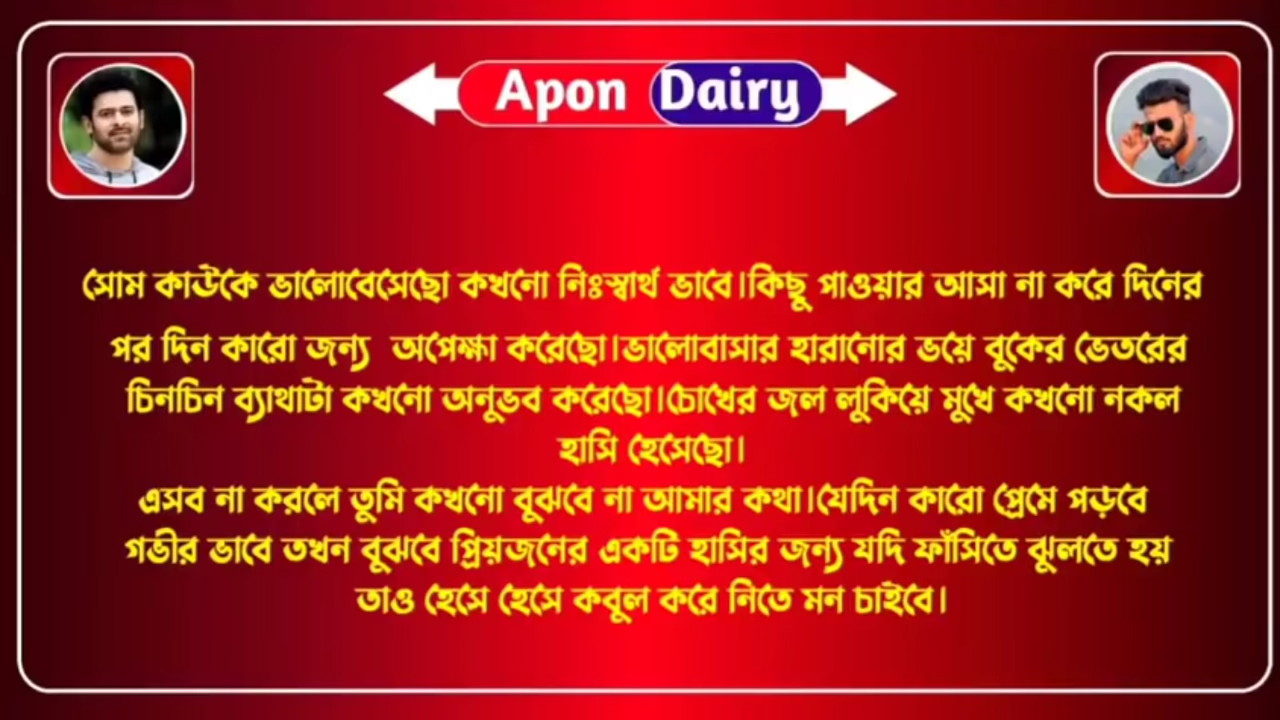 Apon Dairy
সোম কাউকে ভালোবেসেছো কখনো নিঃস্বার্থ ভাবে।কিছু পাওয়ার আসা না করে দিনের
পর দিন কারো জন্য অপেক্ষা করেছো।ভালোবাসার হারানোর ভয়ে বুকের ভেতরের
চিনচিন ব্যাথাটা কখনো অনুভব করেছো।চোখের জল লুকিয়ে মুখে কখনো নকল
হাসি হেসেছো।
এসব না করলে তুমি কখনো বুঝবে না আমার কথা।যেদিন কারো প্রেমে পড়বে
গভীর ভাবে তখন বুঝবে প্রিয়জনের একটি হাসির জন্য যদি ফাঁসিতে ঝুলতে হয়
তাও হেসে হেসে কবুল করে নিতে মন চাইবে।